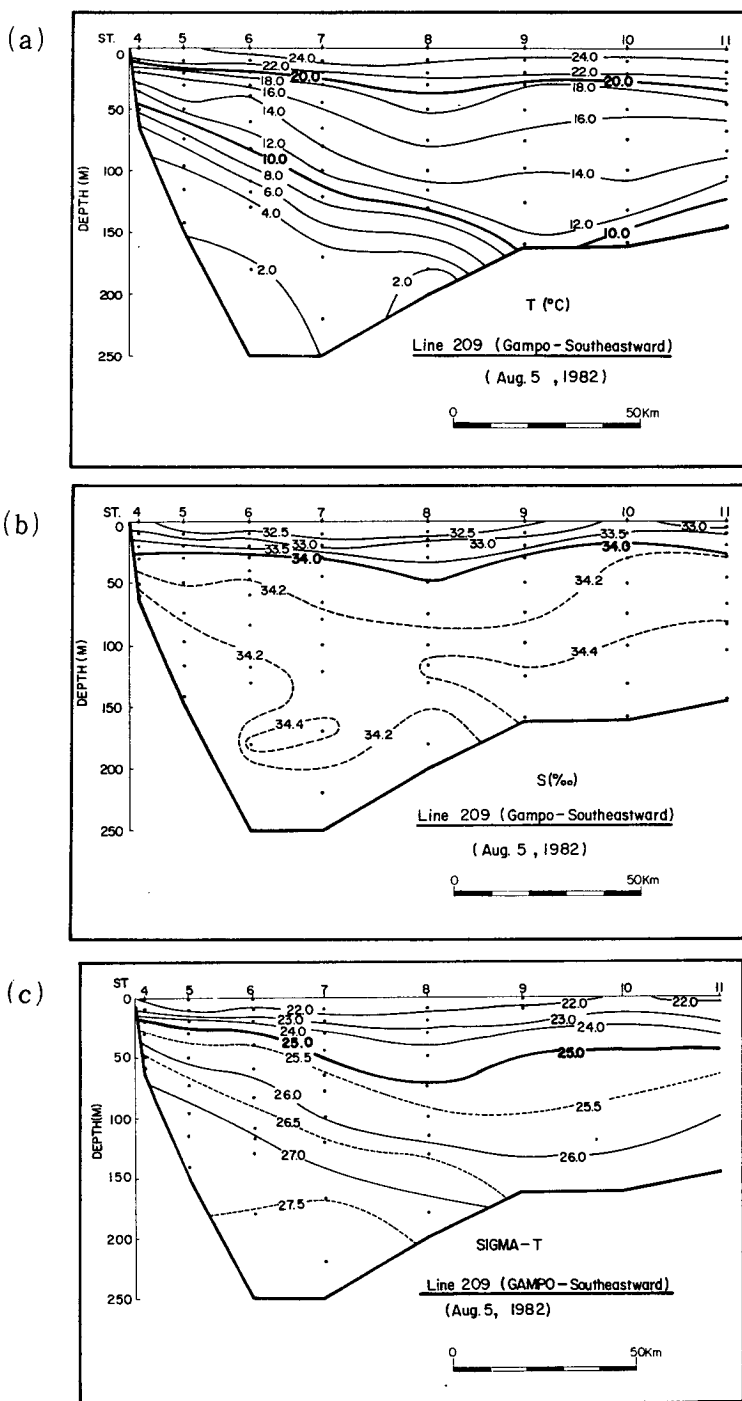 (a)
ST. 4 5 6 7 8 9 10 11
0
50
100
150
200
250
DEPTH (M)
24.0 24.0
22.0 22.0
20.0 20.0
18.0 18.0
16.0 16.0
14.0 14.0
12.0 12.0
10.0 10.0
8.0
6.0
4.0
2.0 2.0
T (°C)
Line 209 (Gampo-Southeastward)
(Aug. 5, 1982)
0 50Km
(b)
ST. 4 5 6 7 8 9 10 11
0
50
100
150
200
250
DEPTH (M)
32.5 32.5 33.0
33.0 33.0
33.5 33.5
34.0 34.0
34.2 34.2
34.2 34.4
34.4 34.2
S(‰)
Line 209 (Gampo-Southeastward)
(Aug. 5, 1982)
0 50Km
(c)
ST 4 5 6 7 8 9 10 11
0
50
100
150
200
250
DEPTH(M)
22.0 22.0 22.0
23.0 23.0
24.0 24.0
25.0 25.0
25.5 25.5
26.0 26.0
26.5
27.0
27.5
SIGMA-T
Line 209 (GAMPO-Southeastward)
(Aug. 5, 1982)
0 50Km